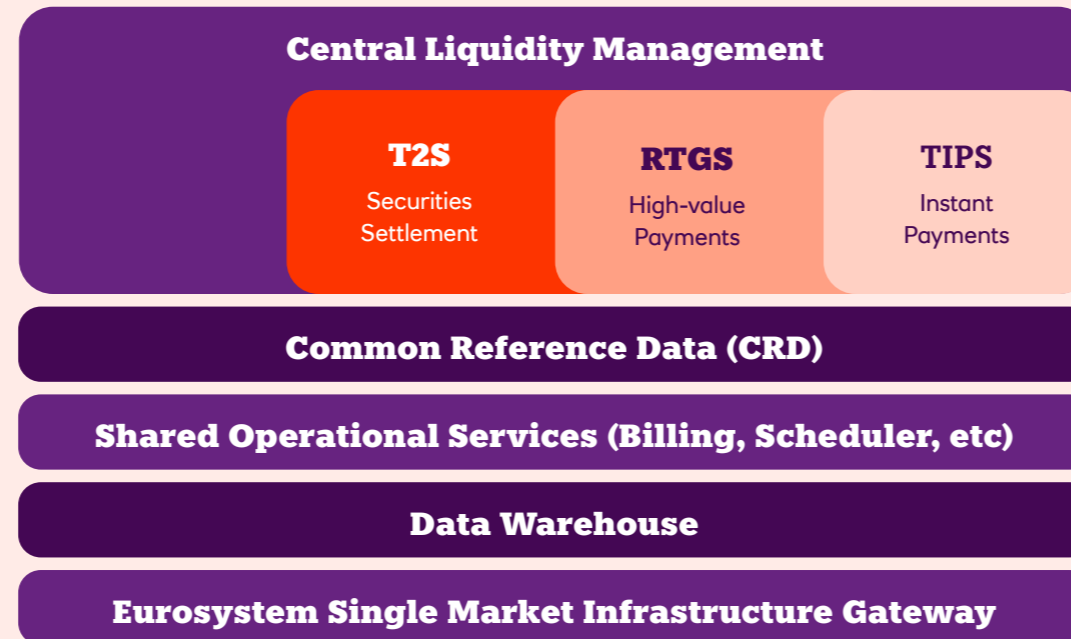 Central Liquidity Management
T2S
Securities
Settlement
RTGS
High-value
Payments
TIPS
Instant
Payments
Common Reference Data (CRD)
Shared Operational Services (Billing, Scheduler, etc)
Data Warehouse
Eurosystem Single Market Infrastructure Gateway